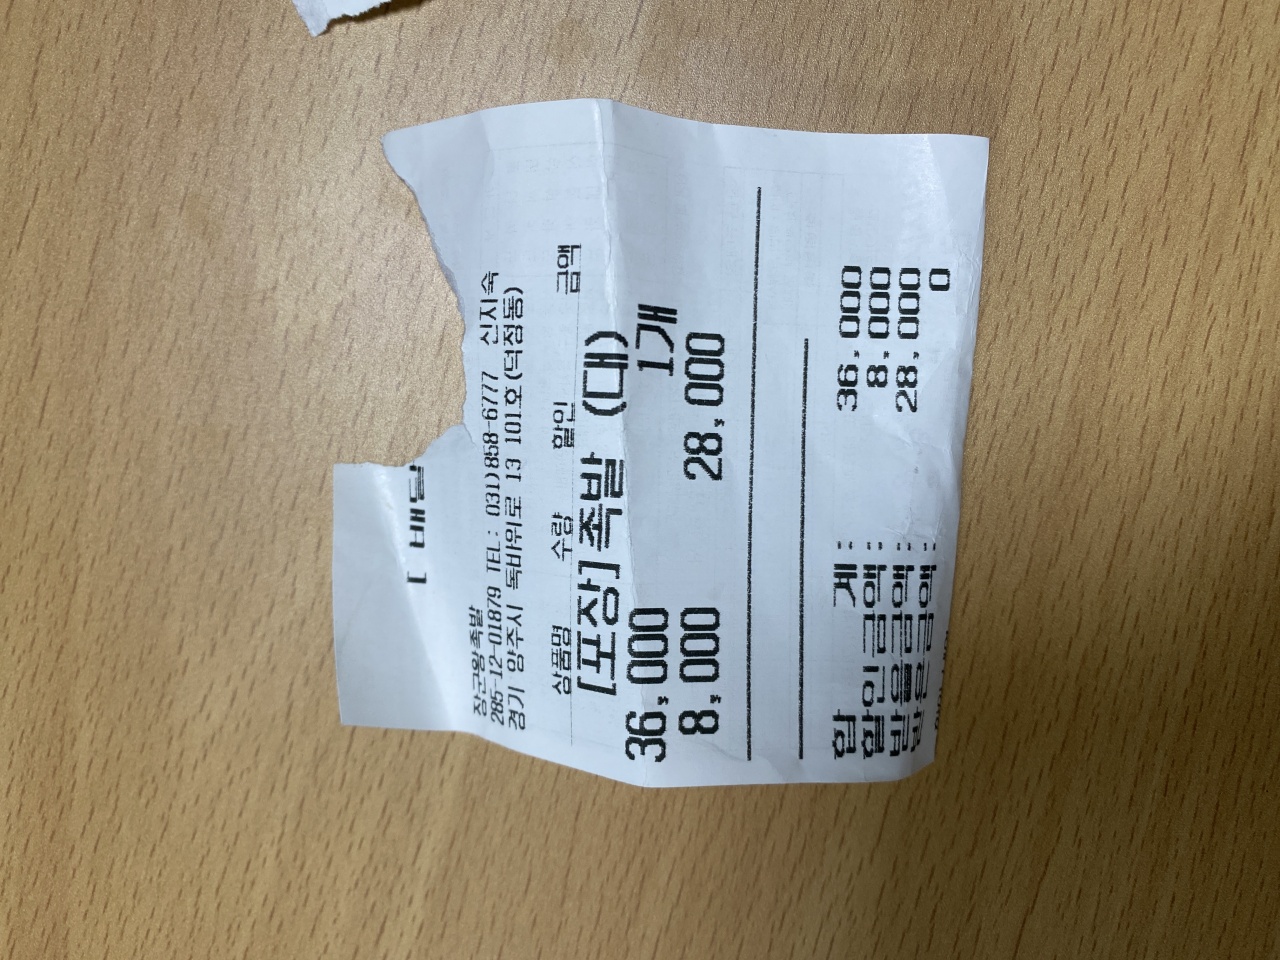 [ 배달
장군왕족발
285-12-01879 TEL: 031)858-6777 신지숙
경기 양주시 독바위로 13 101호(덕정동)
상품명 수량 할인 금액
[포장]족발 (대)
36,000 1개
8,000 28,000
합 계: 36,000
할인금액: 8,000
받을금액: 28,000
받은금액: 0